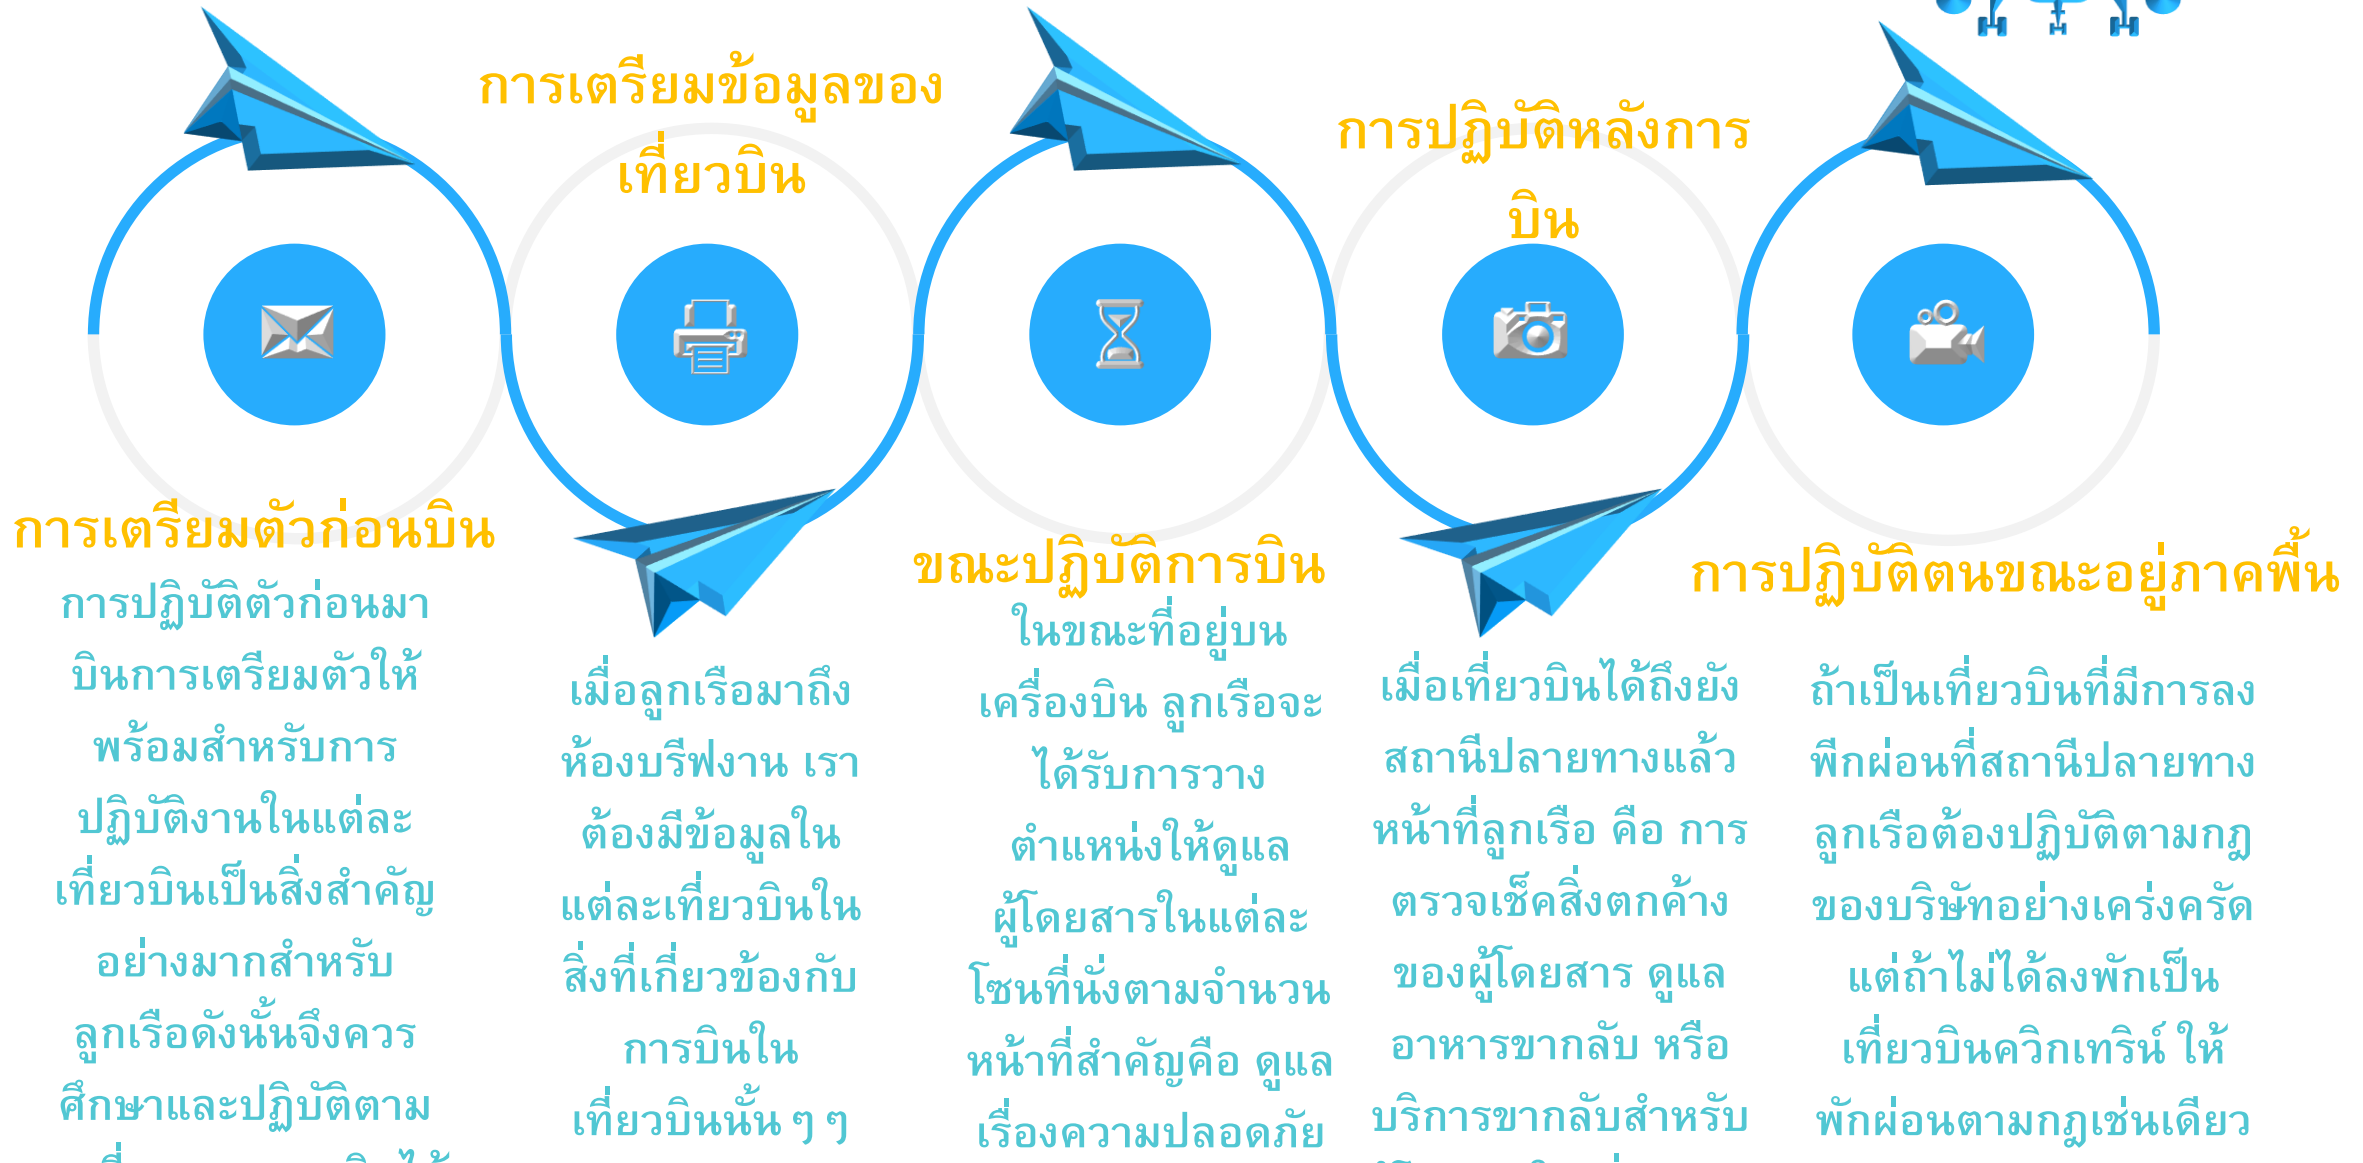 การเตรียมตัวก่อนบิน
การปฏิบัติตัวก่อนมา
บินการเตรียมตัวให้
พร้อมสำหรับการ
ปฏิบัติงานในแต่ละ
เที่ยวบินเป็นสิ่งสำคัญ
อย่างมากสำหรับ
ลูกเรือดังนั้นจึงควร
ศึกษาและปฏิบัติตาม
การเตรียมข้อมูลของ
เที่ยวบิน
เมื่อลูกเรือมาถึง
ห้องบรีฟงาน เรา
ต้องมีข้อมูลใน
แต่ละเที่ยวบินใน
สิ่งที่เกี่ยวข้องกับ
การบินใน
เที่ยวบินนั้น ๆ ๆ
ขณะปฏิบัติการบิน
ในขณะที่อยู่บน
เครื่องบิน ลูกเรือจะ
ได้รับการวาง
ตำแหน่งให้ดูแล
ผู้โดยสารในแต่ละ
โซนที่นั่งตามจำนวน
หน้าที่สำคัญคือ ดูแล
เรื่องความปลอดภัย
การปฏิบัติหลังการ
บิน
เมื่อเที่ยวบินได้ถึงยัง
สถานีปลายทางแล้ว
หน้าที่ลูกเรือ คือ การ
ตรวจเช็คสิ่งตกค้าง
ของผู้โดยสาร ดูแล
อาหารขากลับ หรือ
บริการขากลับสำหรับ
การปฏิบัติตนขณะอยู่ภาคพื้น
ถ้าเป็นเที่ยวบินที่มีการลง
พีกผ่อนที่สถานีปลายทาง
ลูกเรือต้องปฏิบัติตามกฎ
ของบริษัทอย่างเคร่งครัด
แต่ถ้าไม่ได้ลงพักเป็น
เที่ยวบินควิกเทริน์ ให้
พักผ่อนตามกฎเช่นเดียว